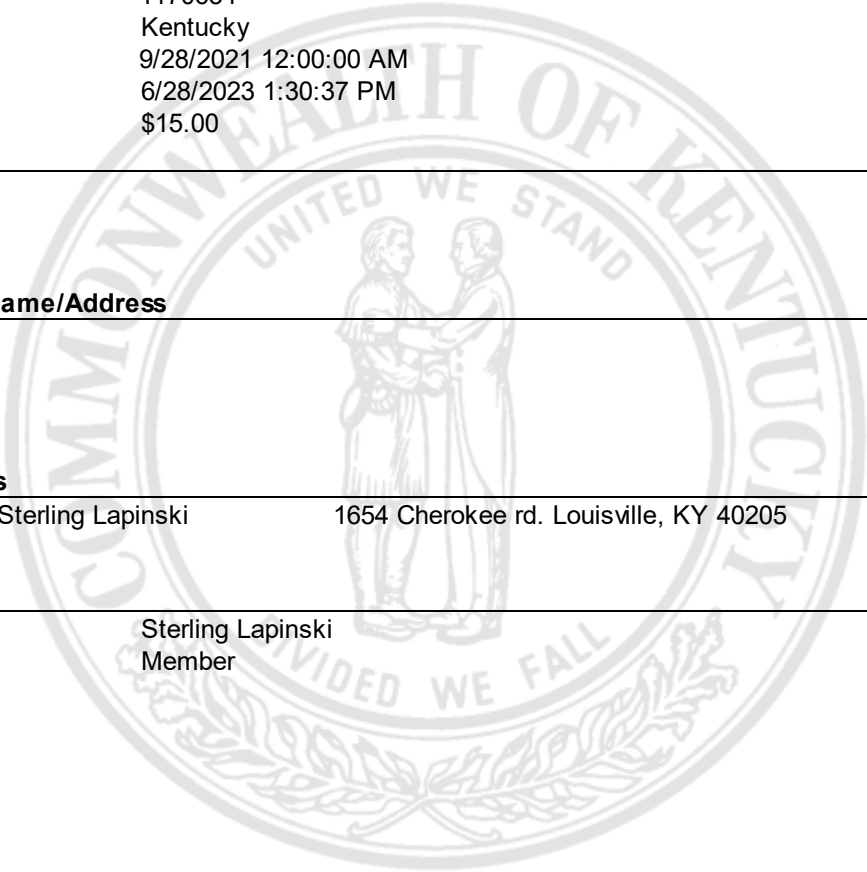 Kentucky
9/28/2021 12:00:00 AM
6/28/2023 1:30:37 PM
$15.00
ame/Address
s
Sterling Lapinski 1654 Cherokee rd. Louisville, KY 40205
Sterling Lapinski
Member
COMMONWEALTH OF KENTUCKY
UNITED WE STAND
DIVIDED WE FALL